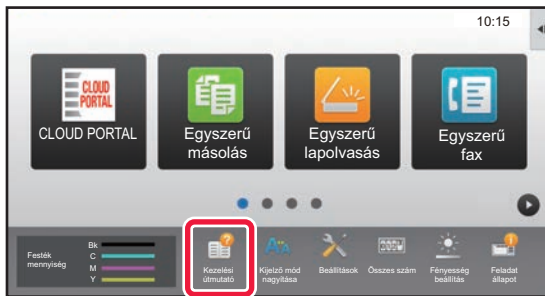 10:15
CLOUD
PORTAL
CLOUD PORTAL
Egyszerű
másolás
Egyszerű
lapolvasás
Egyszerű
fax
Festék
mennyiség
Bk
C
M
Y
Kezelési
útmutató
Kijelző mód
nagyítása
Beállítások
Összes szám
Fényesség
beállítás
Feladat
állapot